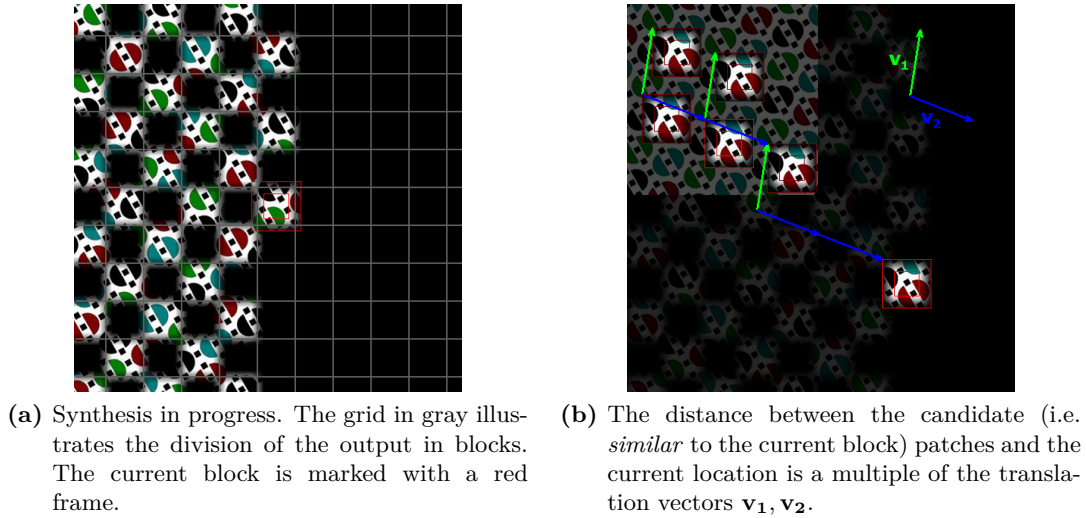 v₁
v₂
(a) Synthesis in progress. The grid in gray illus-
trates the division of the output in blocks.
The current block is marked with a red
frame.
(b) The distance between the candidate (i.e.
similar to the current block) patches and the
current location is a multiple of the transla-
tion vectors v₁, v₂.